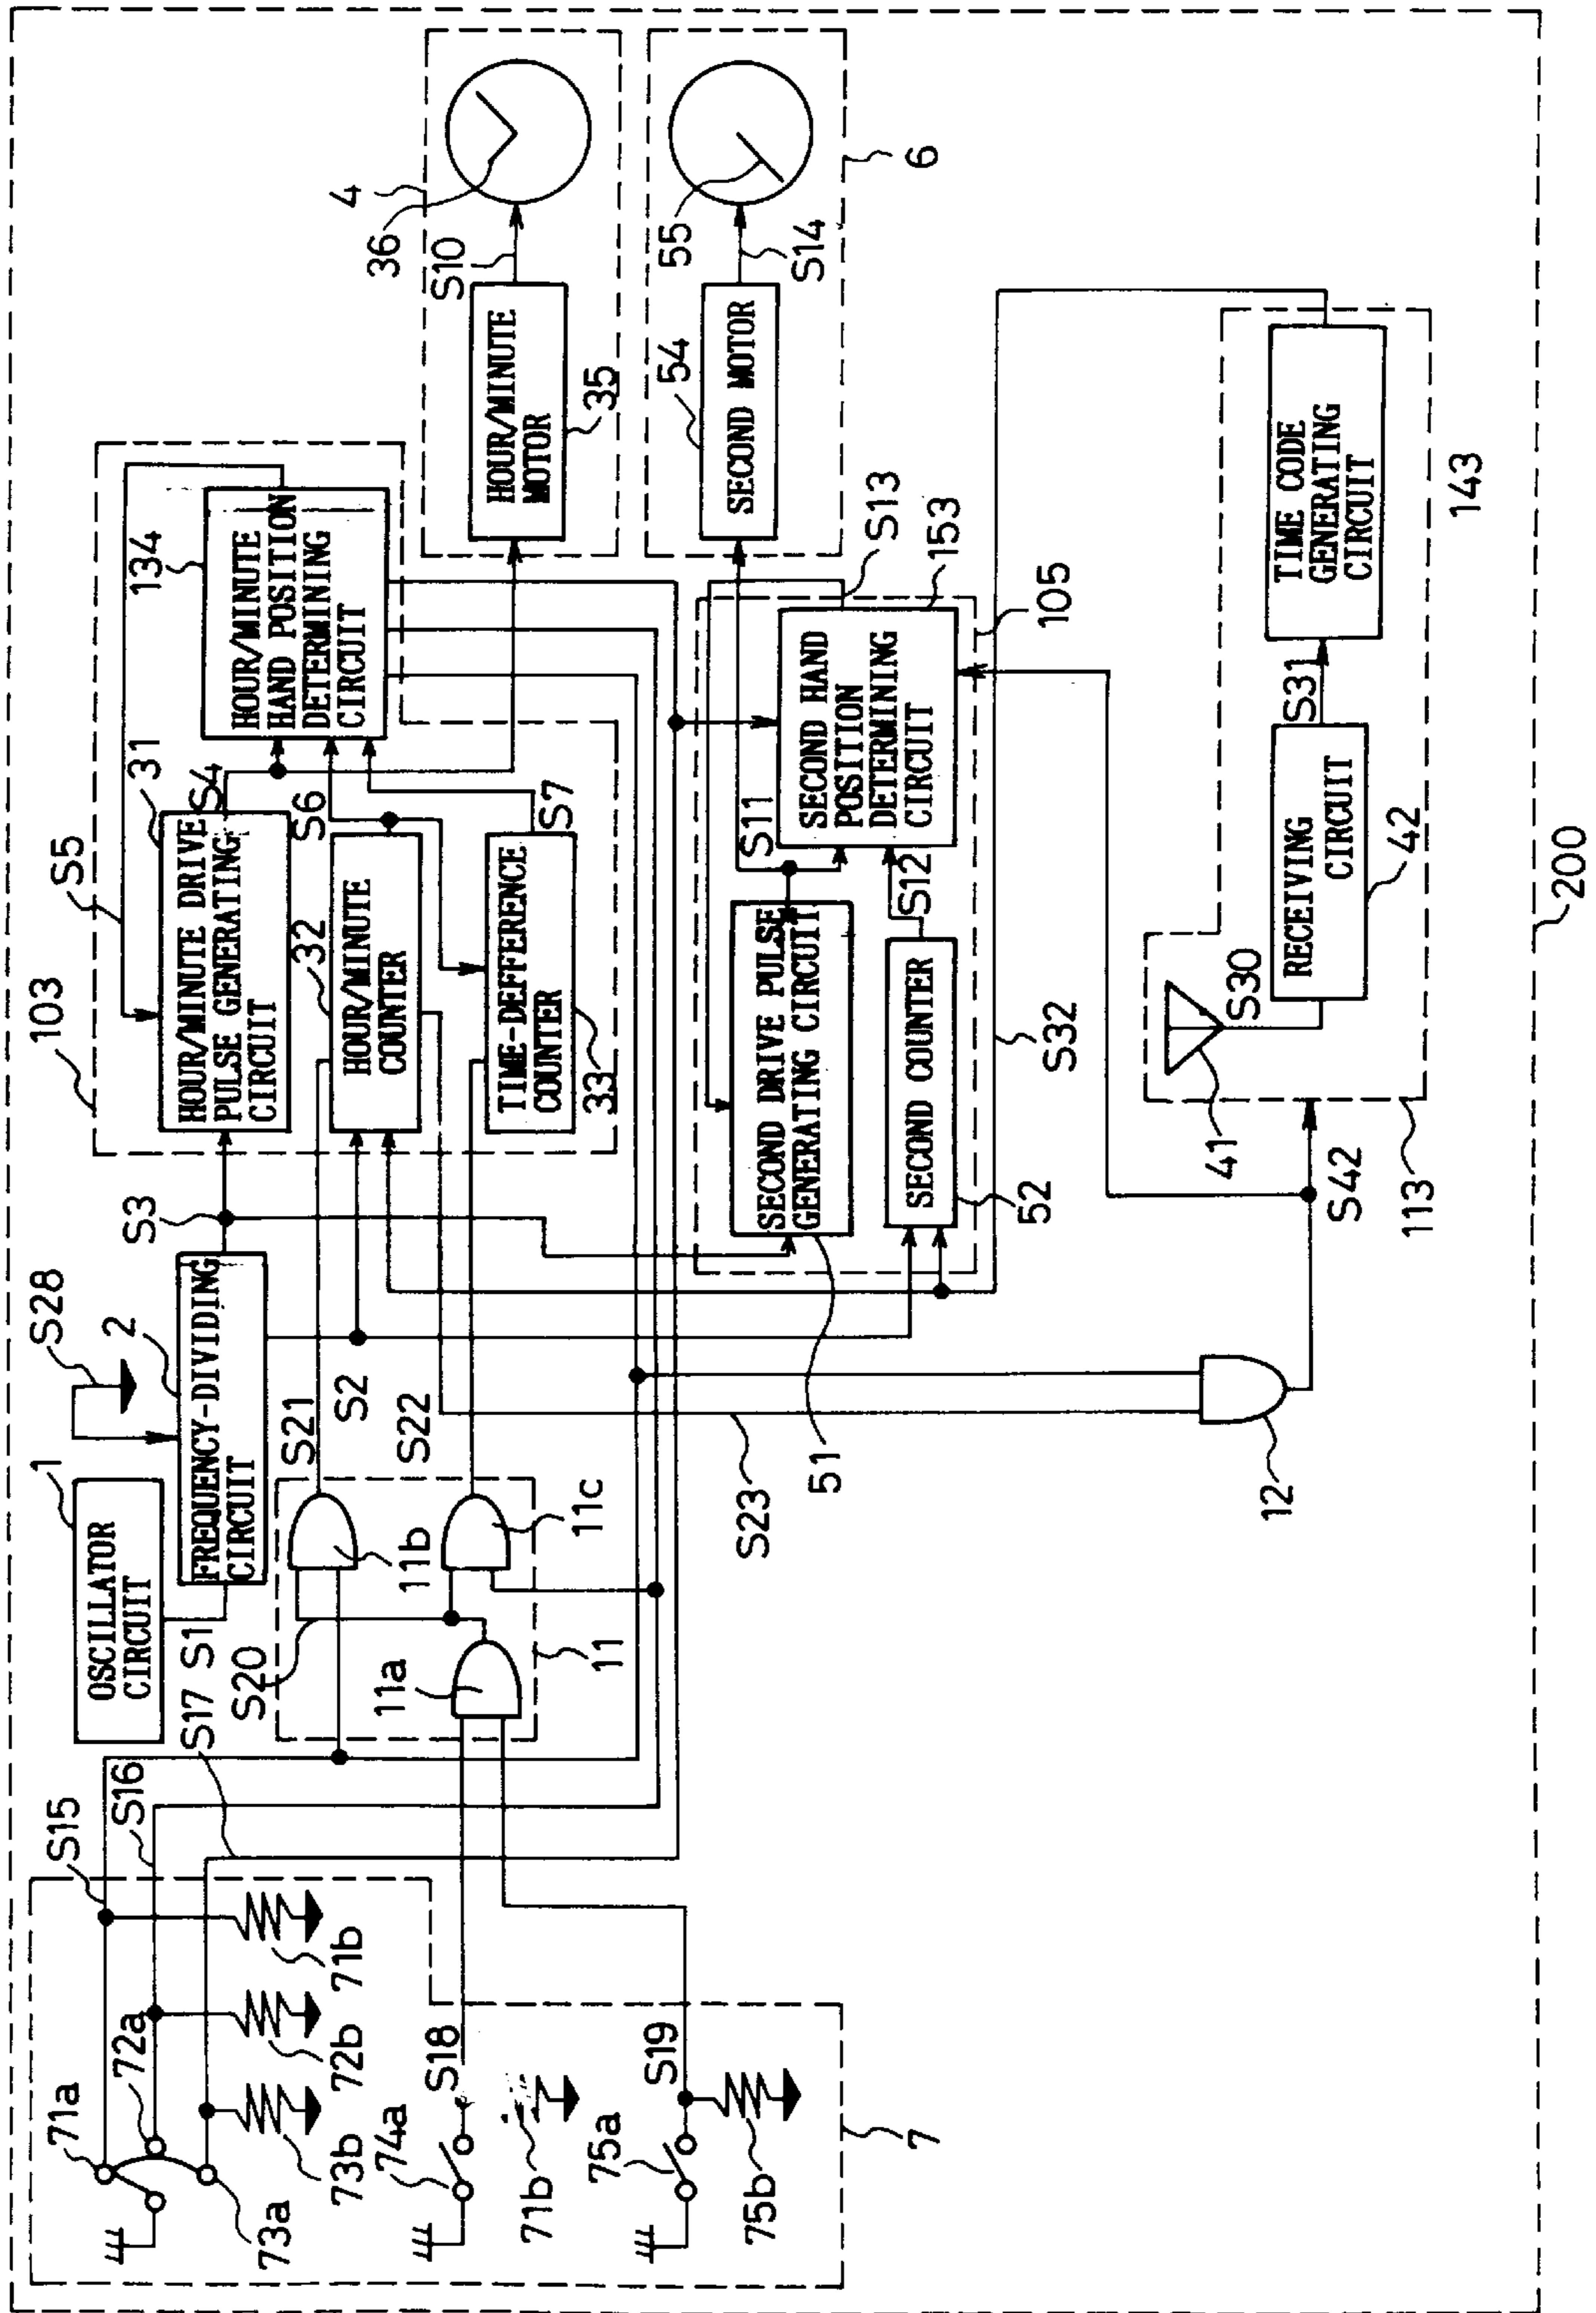 200
OSCILLATOR
CIRCUIT
1
S28
2
FREQUENCY-DIVIDING
CIRCUIT
S1
S3
103
S5
HOUR/MINUTE DRIVE
PULSE GENERATING
CIRCUIT
31
S4
134
HOUR/MINUTE
HAND POSITION
DETERMINING
CIRCUIT
32
HOUR/MINUTE
COUNTER
S6
TIME-DEFFERENCE
COUNTER
33
S7
4
36
S10
HOUR/MINUTE
MOTOR
35
S15
S16
S17
71a
72a
73a
71b
72b
73b
74a
S18
71b
75a
S19
75b
7
S20
11a
11
11b
11c
S21
S2
S22
S23
51
SECOND DRIVE PULSE
GENERATING CIRCUIT
S11
SECOND COUNTER
52
S12
SECOND HAND
POSITION
DETERMINING
CIRCUIT
S13
153
105
54
SECOND MOTOR
55
S14
6
S32
12
S42
113
41
S30
RECEIVING
CIRCUIT
42
S31
TIME CODE
GENERATING
CIRCUIT
143